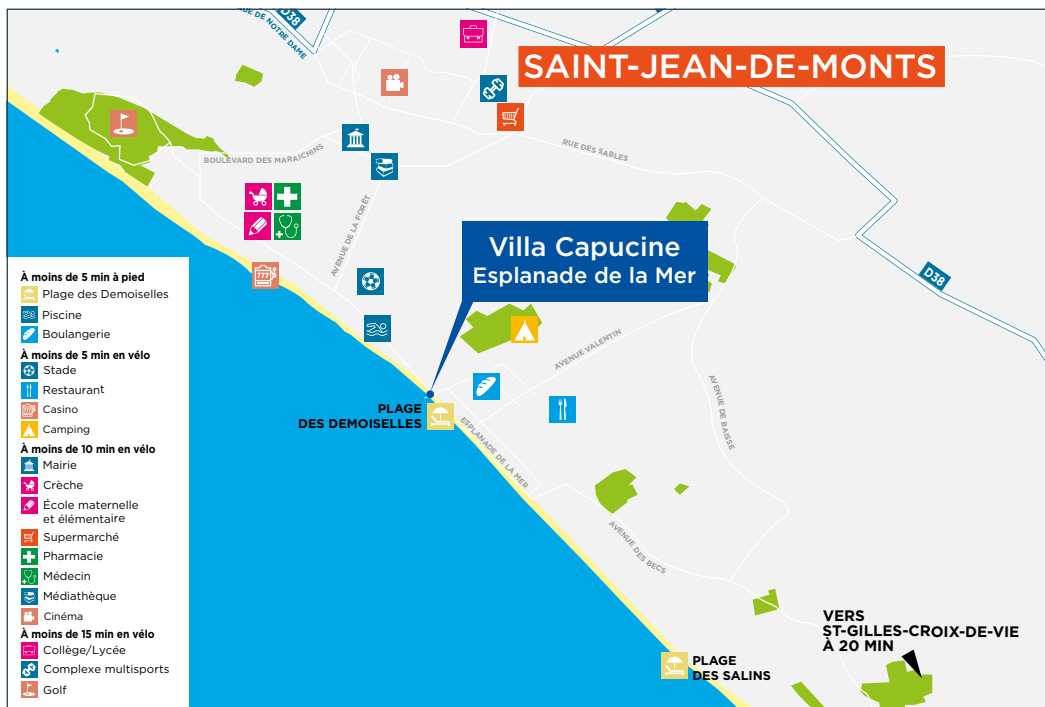 D38
RUE DE NOTRE DAME
D38
SAINT-JEAN-DE-MONTS
BOULEVARD DES MARAICHINS
RUE DES SABLES
AVENUE DE LA FORÊT
Villa Capucine
Esplanade de la Mer
D38
777
AVENUE VALENTIN
AVENUE DE BAISSE
PLAGE
DES DEMOISELLES
ESPLANADE DE LA MER
AVENUE DES BECS
VERS
ST-GILLES-CROIX-DE-VIE
À 20 MIN
PLAGE
DES SALINS
À moins de 5 min à pied
Plage des Demoiselles
Piscine
Boulangerie
À moins de 5 min en vélo
Stade
Restaurant
Casino
Camping
À moins de 10 min en vélo
Mairie
Crèche
École maternelle
et élémentaire
Supermarché
Pharmacie
Médecin
Médiathèque
Cinéma
À moins de 15 min en vélo
Collège/Lycée
Complexe multisports
Golf